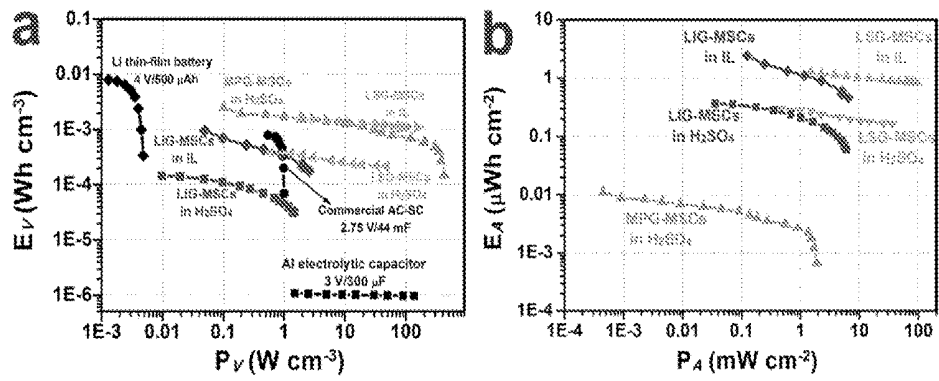 a
E_V (Wh cm⁻³)
0.1
0.01
1E-3
1E-4
1E-5
1E-6
Li thin-film battery
4 V/500 µAh
MPG-MSCs
in H₂SO₄
LSG-MSCs
in IL
LIG-MSCs
in IL
LIG-MSCs
in H₂SO₄
LSG-MSCs
in H₂SO₄
Commercial AC-SC
2.75 V/44 mF
Al electrolytic capacitor
3 V/300 µF
1E-3 0.01 0.1 1 10 100
P_V (W cm⁻³)
b
E_A (µWh cm⁻²)
10
1
0.1
0.01
1E-3
1E-4
LIG-MSCs
in IL
LSG-MSCs
in IL
LIG-MSCs
in H₂SO₄
LSG-MSCs
in H₂SO₄
MPG-MSCs
in H₂SO₄
1E-4 1E-3 0.01 0.1 1 10 100
P_A (mW cm⁻²)